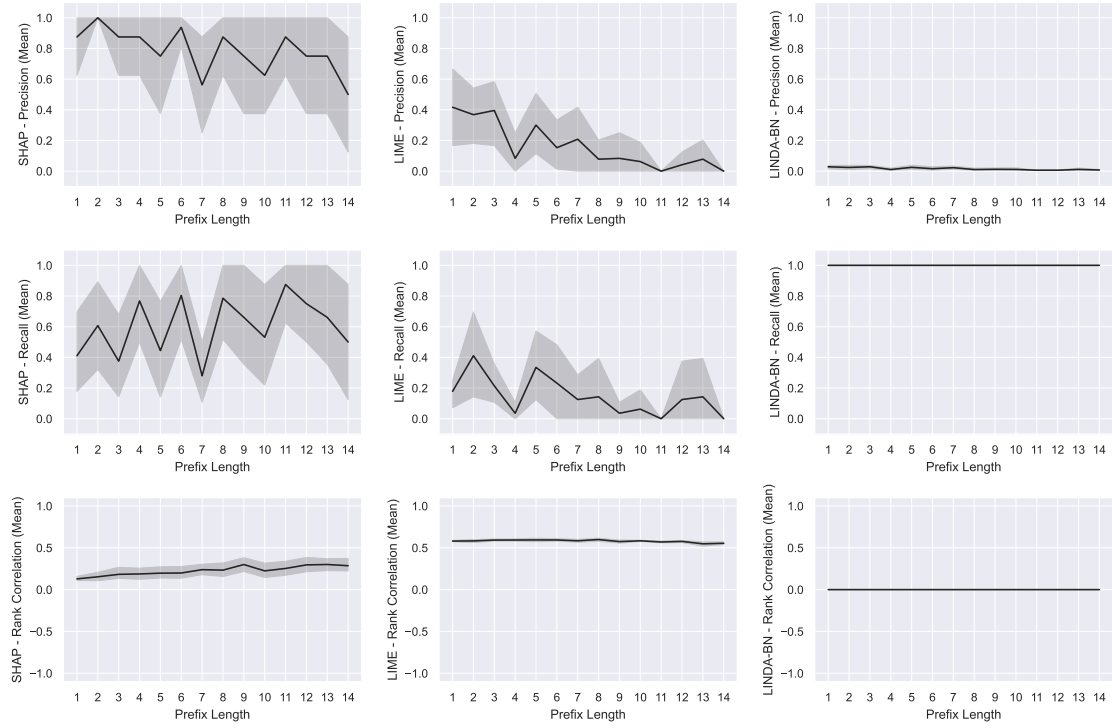 SHAP - Precision (Mean)
1.0
0.8
0.6
0.4
0.2
0.0
1 2 3 4 5 6 7 8 9 10 11 12 13 14
Prefix Length
LIME - Precision (Mean)
1.0
0.8
0.6
0.4
0.2
0.0
1 2 3 4 5 6 7 8 9 10 11 12 13 14
Prefix Length
LINDA-BN - Precision (Mean)
1.0
0.8
0.6
0.4
0.2
0.0
1 2 3 4 5 6 7 8 9 10 11 12 13 14
Prefix Length
SHAP - Recall (Mean)
1.0
0.8
0.6
0.4
0.2
0.0
1 2 3 4 5 6 7 8 9 10 11 12 13 14
Prefix Length
LIME - Recall (Mean)
1.0
0.8
0.6
0.4
0.2
0.0
1 2 3 4 5 6 7 8 9 10 11 12 13 14
Prefix Length
LINDA-BN - Recall (Mean)
1.0
0.8
0.6
0.4
0.2
0.0
1 2 3 4 5 6 7 8 9 10 11 12 13 14
Prefix Length
SHAP - Rank Correlation (Mean)
1.0
0.5
0.0
−0.5
−1.0
1 2 3 4 5 6 7 8 9 10 11 12 13 14
Prefix Length
LIME - Rank Correlation (Mean)
1.0
0.5
0.0
−0.5
−1.0
1 2 3 4 5 6 7 8 9 10 11 12 13 14
Prefix Length
LINDA-BN - Rank Correlation (Mean)
1.0
0.5
0.0
−0.5
−1.0
1 2 3 4 5 6 7 8 9 10 11 12 13 14
Prefix Length